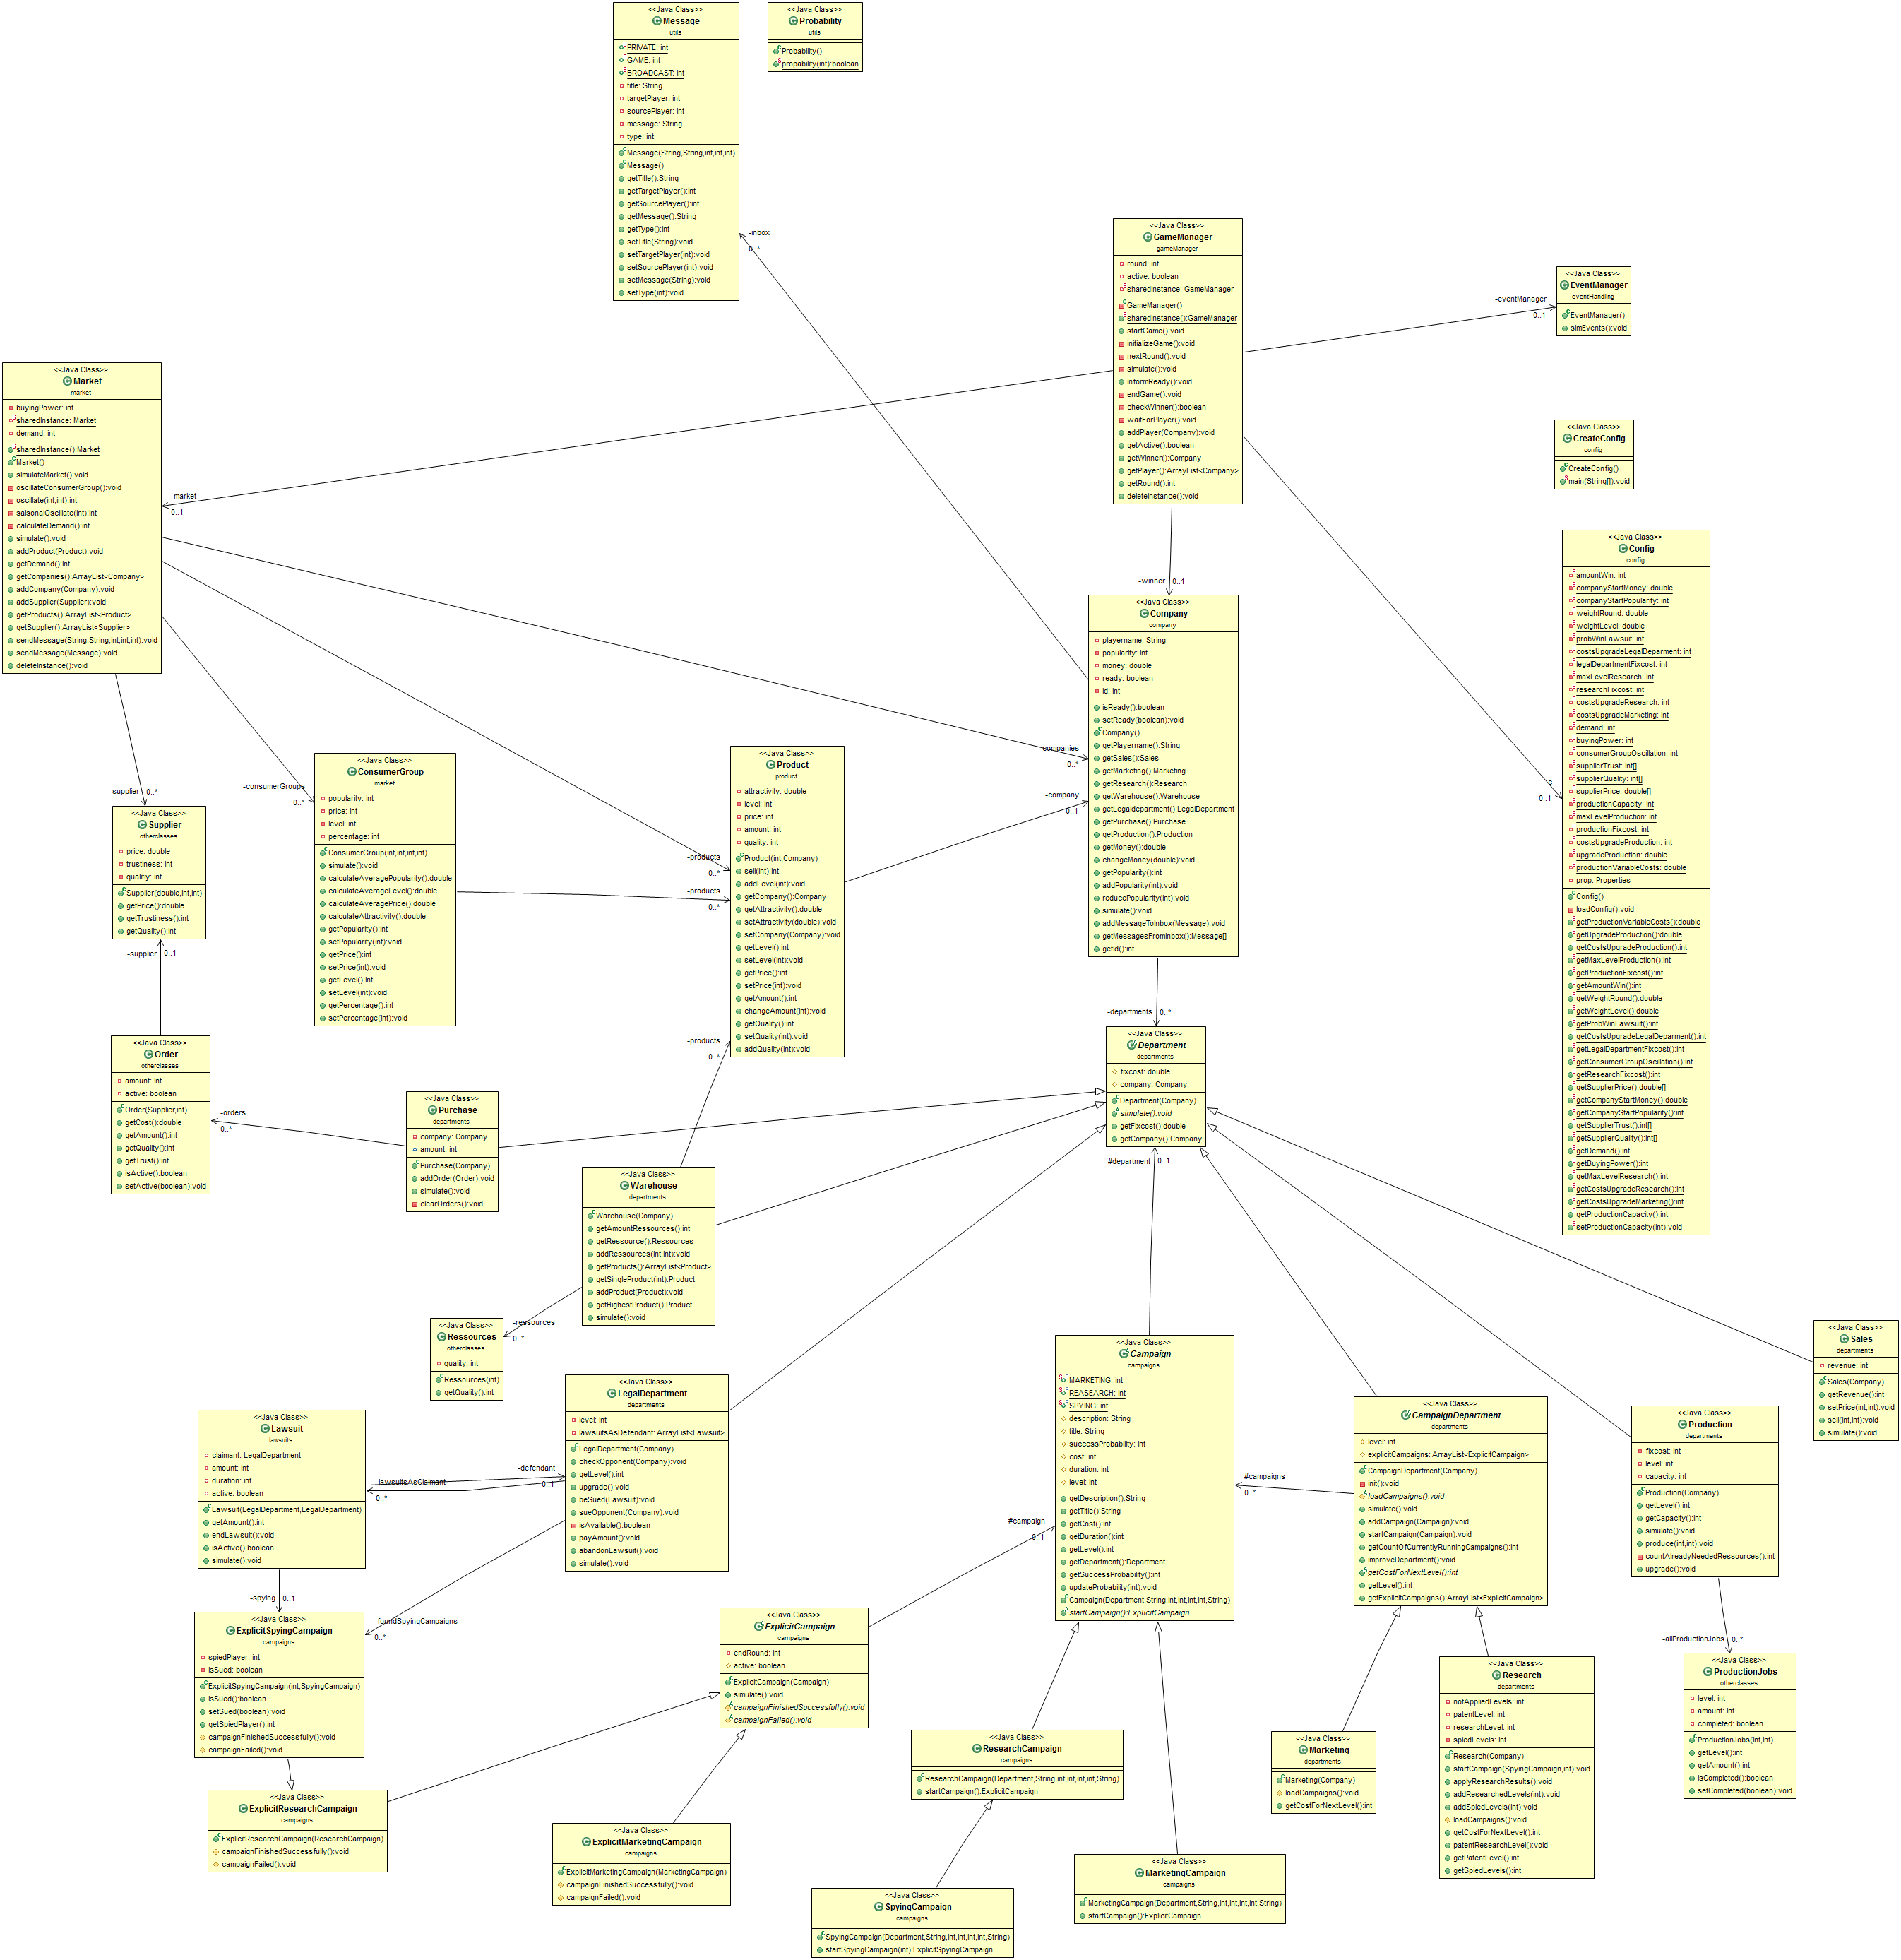 <<Java Class>>
Message
utils
PRIVATE: int
GAME: int
BROADCAST: int
title: String
targetPlayer: int
sourcePlayer: int
message: String
type: int
Message(String,String,int,int,int)
Message()
getTitle():String
getTargetPlayer():int
getSourcePlayer():int
getMessage():String
getType():int
setTitle(String):void
setTargetPlayer(int):void
setSourcePlayer(int):void
setMessage(String):void
setType(int):void
<<Java Class>>
Probability
utils
Probability()
propability(int):boolean
-inbox
0..*
<<Java Class>>
GameManager
gameManager
round: int
active: boolean
sharedInstance: GameManager
GameManager()
sharedInstance():GameManager
startGame():void
initializeGame():void
nextRound():void
simulate():void
informReady():void
endGame():void
checkWinner():boolean
waitForPlayer():void
addPlayer(Company):void
getActive():boolean
getWinner():Company
getPlayer():ArrayList<Company>
getRound():int
deleteInstance():void
-eventManager
0..1
<<Java Class>>
EventManager
eventHandling
EventManager()
simEvents():void
<<Java Class>>
Market
market
buyingPower: int
sharedInstance: Market
demand: int
sharedInstance():Market
Market()
simulateMarket():void
oscillateConsumerGroup():void
oscillate(int,int):int
saisonalOscillate(int):int
calculateDemand():int
simulate():void
addProduct(Product):void
getDemand():int
getCompanies():ArrayList<Company>
addCompany(Company):void
addSupplier(Supplier):void
getProducts():ArrayList<Product>
getSupplier():ArrayList<Supplier>
sendMessage(String,String,int,int,int):void
sendMessage(Message):void
deleteInstance():void
-market
0..1
<<Java Class>>
CreateConfig
config
CreateConfig()
main(String[]):void
<<Java Class>>
Config
config
amountWin: int
companyStartMoney: double
companyStartPopularity: int
weightRound: double
weightLevel: double
probWinLawsuit: int
costsUpgradeLegalDeparment: int
legalDepartmentFixcost: int
maxLevelResearch: int
researchFixcost: int
costsUpgradeResearch: int
costsUpgradeMarketing: int
demand: int
buyingPower: int
consumerGroupOscillation: int
supplierTrust: int[]
supplierQuality: int[]
supplierPrice: double[]
productionCapacity: int
maxLevelProduction: int
productionFixcost: int
costsUpgradeProduction: int
upgradeProduction: double
productionVariableCosts: double
prop: Properties
Config()
loadConfig():void
getProductionVariableCosts():double
getUpgradeProduction():double
getCostsUpgradeProduction():int
getMaxLevelProduction():int
getProductionFixcost():int
getAmountWin():int
getWeightRound():double
getWeightLevel():double
getProbWinLawsuit():int
getCostsUpgradeLegalDeparment():int
getLegalDepartmentFixcost():int
getConsumerGroupOscillation():int
getResearchFixcost():int
getSupplierPrice():double[]
getCompanyStartMoney():double
getCompanyStartPopularity():int
getSupplierTrust():int[]
getSupplierQuality():int[]
getDemand():int
getBuyingPower():int
getMaxLevelResearch():int
getCostsUpgradeResearch():int
getCostsUpgradeMarketing():int
getProductionCapacity():int
setProductionCapacity(int):void
-c
0..1
-winner
0..1
<<Java Class>>
Company
company
playername: String
popularity: int
money: double
ready: boolean
id: int
isReady():boolean
setReady(boolean):void
Company()
getPlayername():String
getSales():Sales
getMarketing():Marketing
getResearch():Research
getWarehouse():Warehouse
getLegaldepartment():LegalDepartment
getPurchase():Purchase
getProduction():Production
getMoney():double
changeMoney(double):void
getPopularity():int
addPopularity(int):void
reducePopularity(int):void
simulate():void
addMessageToInbox(Message):void
getMessagesFromInbox():Message[]
getId():int
-companies
0..*
-company
0..1
<<Java Class>>
Product
product
attractivity: double
level: int
price: int
amount: int
quality: int
Product(int,Company)
sell(int):int
addLevel(int):void
getCompany():Company
getAttractivity():double
setAttractivity(double):void
setCompany(Company):void
getLevel():int
setLevel(int):void
getPrice():int
setPrice(int):void
getAmount():int
changeAmount(int):void
getQuality():int
setQuality(int):void
addQuality(int):void
-products
0..*
-products
0..*
-products
0..*
<<Java Class>>
ConsumerGroup
market
popularity: int
price: int
level: int
percentage: int
ConsumerGroup(int,int,int,int)
simulate():void
calculateAveragePopularity():double
calculateAverageLevel():double
calculateAveragePrice():double
calculateAttractivity():double
getPopularity():int
setPopularity(int):void
getPrice():int
setPrice(int):void
getLevel():int
setLevel(int):void
getPercentage():int
setPercentage(int):void
-consumerGroups
0..*
-supplier
0..*
<<Java Class>>
Supplier
otherclasses
price: double
trustiness: int
qualitiy: int
Supplier(double,int,int)
getPrice():double
getTrustiness():int
getQuality():int
-supplier
0..1
<<Java Class>>
Order
otherclasses
amount: int
active: boolean
Order(Supplier,int)
getCost():double
getAmount():int
getQuality():int
getTrust():int
isActive():boolean
setActive(boolean):void
-orders
0..*
<<Java Class>>
Purchase
departments
company: Company
amount: int
Purchase(Company)
addOrder(Order):void
simulate():void
clearOrders():void
-departments
0..*
<<Java Class>>
Department
departments
fixcost: double
company: Company
Department(Company)
simulate():void
getFixcost():double
getCompany():Company
#department
0..1
<<Java Class>>
Warehouse
departments
Warehouse(Company)
getAmountRessources():int
getRessource():Ressources
addRessources(int,int):void
getProducts():ArrayList<Product>
getSingleProduct(int):Product
addProduct(Product):void
getHighestProduct():Product
simulate():void
-ressources
0..*
<<Java Class>>
Ressources
otherclasses
quality: int
Ressources(int)
getQuality():int
<<Java Class>>
Sales
departments
revenue: int
Sales(Company)
getRevenue():int
setPrice(int,int):void
sell(int,int):void
simulate():void
<<Java Class>>
LegalDepartment
departments
level: int
lawsuitsAsDefendant: ArrayList<Lawsuit>
LegalDepartment(Company)
checkOpponent(Company):void
getLevel():int
upgrade():void
beSued(Lawsuit):void
sueOpponent(Company):void
isAvailable():boolean
payAmount():void
abandonLawsuit():void
simulate():void
<<Java Class>>
Lawsuit
lawsuits
claimant: LegalDepartment
amount: int
duration: int
active: boolean
Lawsuit(LegalDepartment,LegalDepartment)
getAmount():int
endLawsuit():void
isActive():boolean
simulate():void
-defendant
0..1
-lawsuitsAsClaimant
0..*
-spying
0..1
-foundSpyingCampaigns
0..*
<<Java Class>>
Campaign
campaigns
MARKETING: int
REASEARCH: int
SPYING: int
description: String
title: String
successProbability: int
cost: int
duration: int
level: int
getDescription():String
getTitle():String
getCost():int
getDuration():int
getLevel():int
getDepartment():Department
getSuccessProbability():int
updateProbability(int):void
Campaign(Department,String,int,int,int,int,String)
startCampaign():ExplicitCampaign
#campaigns
0..*
#campaign
0..1
<<Java Class>>
CampaignDepartment
departments
level: int
explicitCampaigns: ArrayList<ExplicitCampaign>
CampaignDepartment(Company)
init():void
loadCampaigns():void
simulate():void
addCampaign(Campaign):void
startCampaign(Campaign):void
getCountOfCurrentlyRunningCampaigns():int
improveDepartment():void
getCostForNextLevel():int
getLevel():int
getExplicitCampaigns():ArrayList<ExplicitCampaign>
<<Java Class>>
Production
departments
fixcost: int
level: int
capacity: int
Production(Company)
getLevel():int
getCapacity():int
simulate():void
produce(int,int):void
countAlreadyNeededRessources():int
upgrade():void
-allProductionJobs
0..*
<<Java Class>>
ProductionJobs
otherclasses
level: int
amount: int
completed: boolean
ProductionJobs(int,int)
getLevel():int
getAmount():int
isCompleted():boolean
setCompleted(boolean):void
<<Java Class>>
ExplicitSpyingCampaign
campaigns
spiedPlayer: int
isSued: boolean
ExplicitSpyingCampaign(int,SpyingCampaign)
isSued():boolean
setSued(boolean):void
getSpiedPlayer():int
campaignFinishedSuccessfully():void
campaignFailed():void
<<Java Class>>
ExplicitCampaign
campaigns
endRound: int
active: boolean
ExplicitCampaign(Campaign)
simulate():void
campaignFinishedSuccessfully():void
campaignFailed():void
<<Java Class>>
Research
departments
notAppliedLevels: int
patentLevel: int
researchLevel: int
spiedLevels: int
Research(Company)
startCampaign(SpyingCampaign,int):void
applyResearchResults():void
addResearchedLevels(int):void
addSpiedLevels(int):void
loadCampaigns():void
getCostForNextLevel():int
patentResearchLevel():void
getPatentLevel():int
getSpiedLevels():int
<<Java Class>>
Marketing
departments
Marketing(Company)
loadCampaigns():void
getCostForNextLevel():int
<<Java Class>>
ResearchCampaign
campaigns
ResearchCampaign(Department,String,int,int,int,int,String)
startCampaign():ExplicitCampaign
<<Java Class>>
ExplicitResearchCampaign
campaigns
ExplicitResearchCampaign(ResearchCampaign)
campaignFinishedSuccessfully():void
campaignFailed():void
<<Java Class>>
ExplicitMarketingCampaign
campaigns
ExplicitMarketingCampaign(MarketingCampaign)
campaignFinishedSuccessfully():void
campaignFailed():void
<<Java Class>>
MarketingCampaign
campaigns
MarketingCampaign(Department,String,int,int,int,int,String)
startCampaign():ExplicitCampaign
<<Java Class>>
SpyingCampaign
campaigns
SpyingCampaign(Department,String,int,int,int,int,String)
startSpyingCampaign(int):ExplicitSpyingCampaign